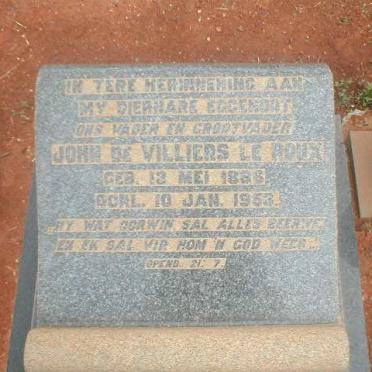 IN TERE HERINNERING AAN
MY DIERBARE EGGENOOT
ONS VADER EN GROOTVADER
JOHN DE VILLIERS LE ROUX
GEB. 13 MEI 1886
OORL. 10 JAN. 1953.
HY WAT OORWIN SAL ALLES BEERWE,
EN EK SAL VIR HOM 'N GOD WEES
OPENB. 21: 7.